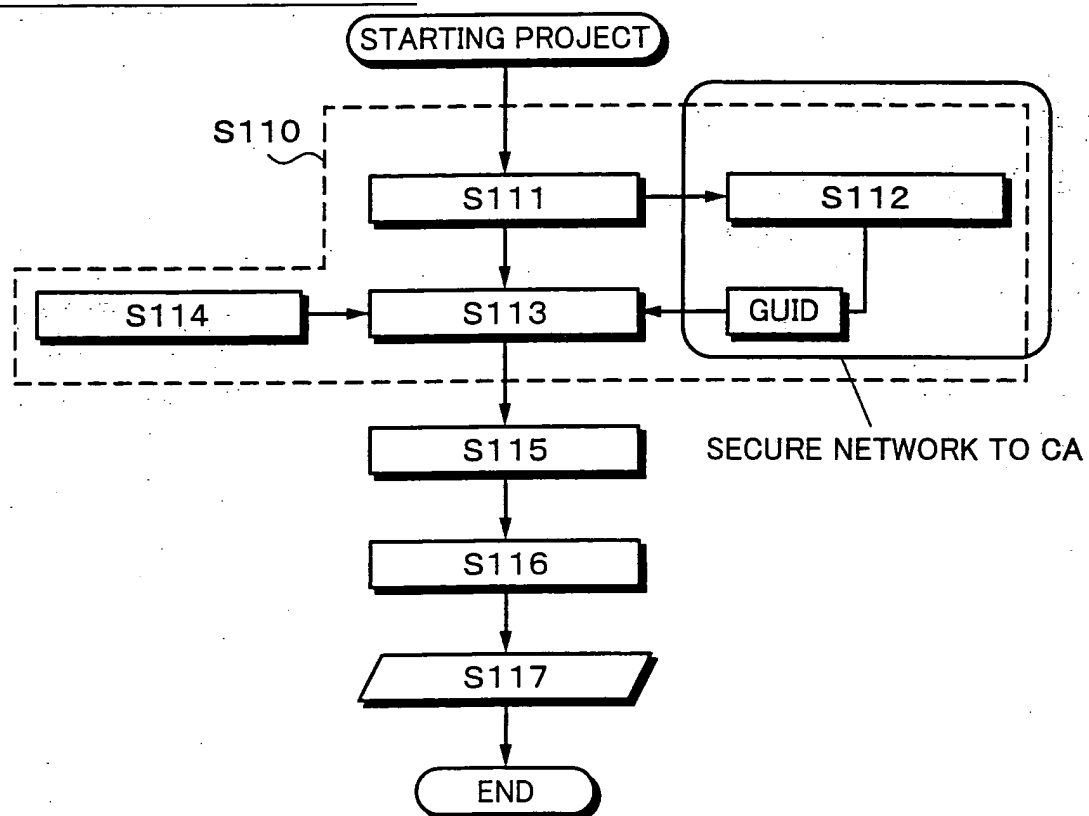 STARTING PROJECT
S110
S111
S112
S114
S113
GUID
S115
SECURE NETWORK TO CA
S116
S117
END